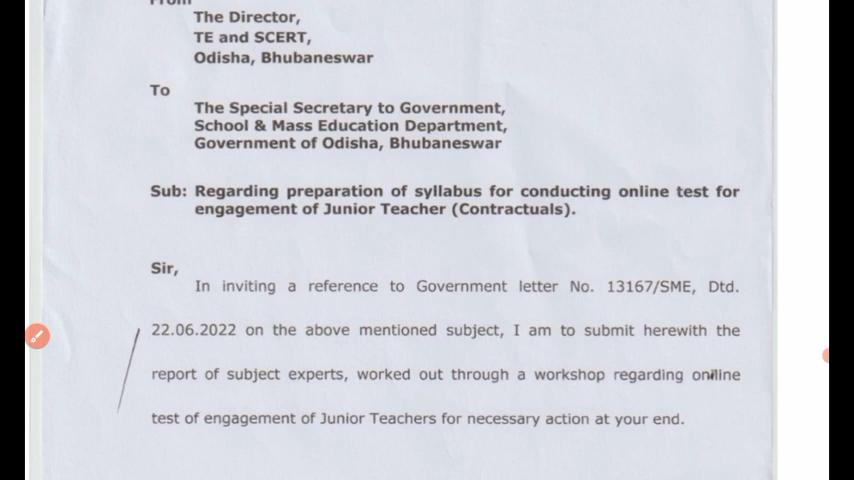 From
The Director,
TE and SCERT,
Odisha, Bhubaneswar
To
The Special Secretary to Government,
School & Mass Education Department,
Government of Odisha, Bhubaneswar
Sub: Regarding preparation of syllabus for conducting online test for
engagement of Junior Teacher (Contractuals).
Sir,
In inviting a reference to Government letter No. 13167/SME, Dtd.
22.06.2022 on the above mentioned subject, I am to submit herewith the
report of subject experts, worked out through a workshop regarding online
test of engagement of Junior Teachers for necessary action at your end.